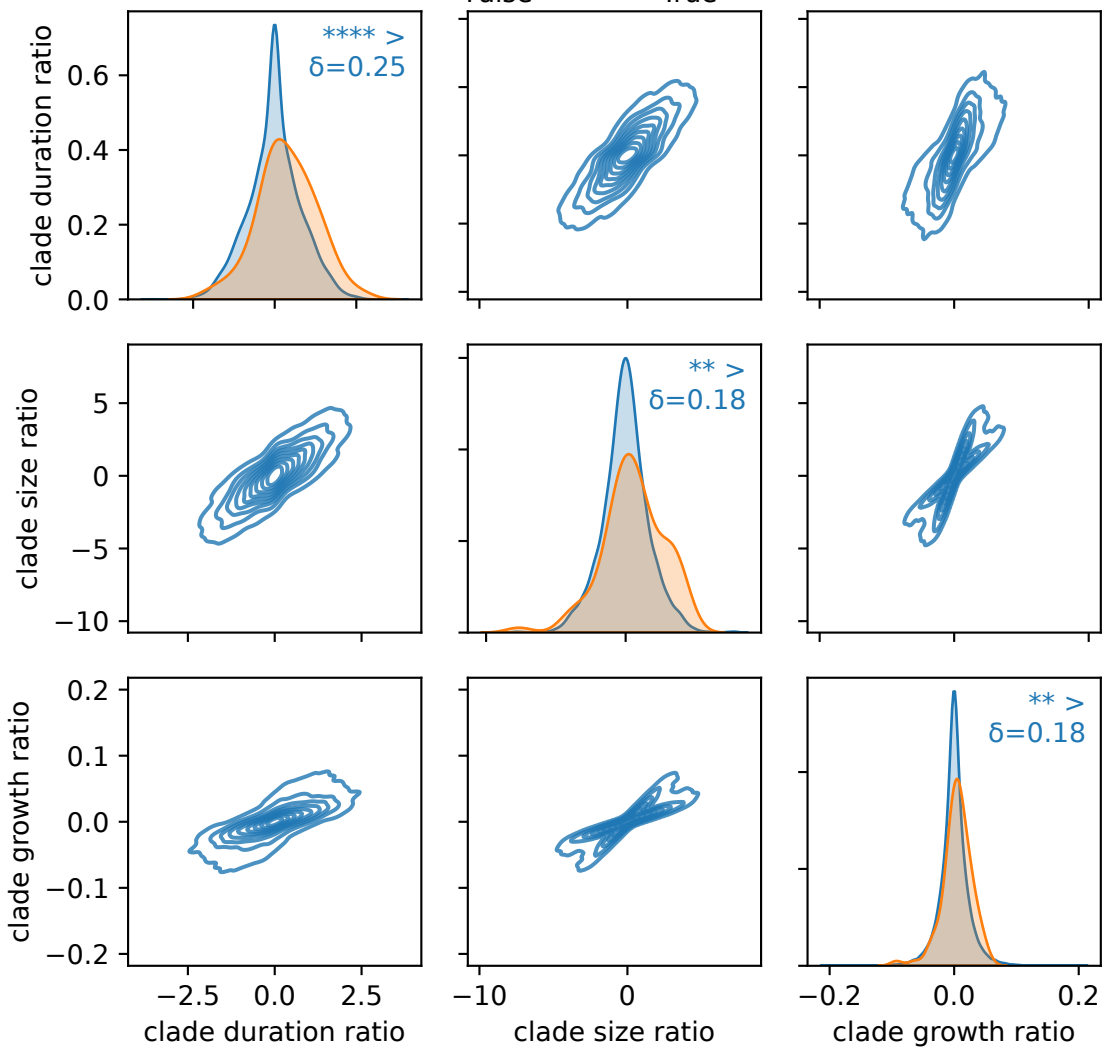 **** >
δ=0.25
clade duration ratio
0.6
0.4
0.2
0.0
** >
δ=0.18
clade size ratio
5
0
−5
−10
** >
δ=0.18
clade growth ratio
0.2
0.1
0.0
−0.1
−0.2
−2.5 0.0 2.5
−10 0
−0.2 0.0 0.2
clade duration ratio
clade size ratio
clade growth ratio